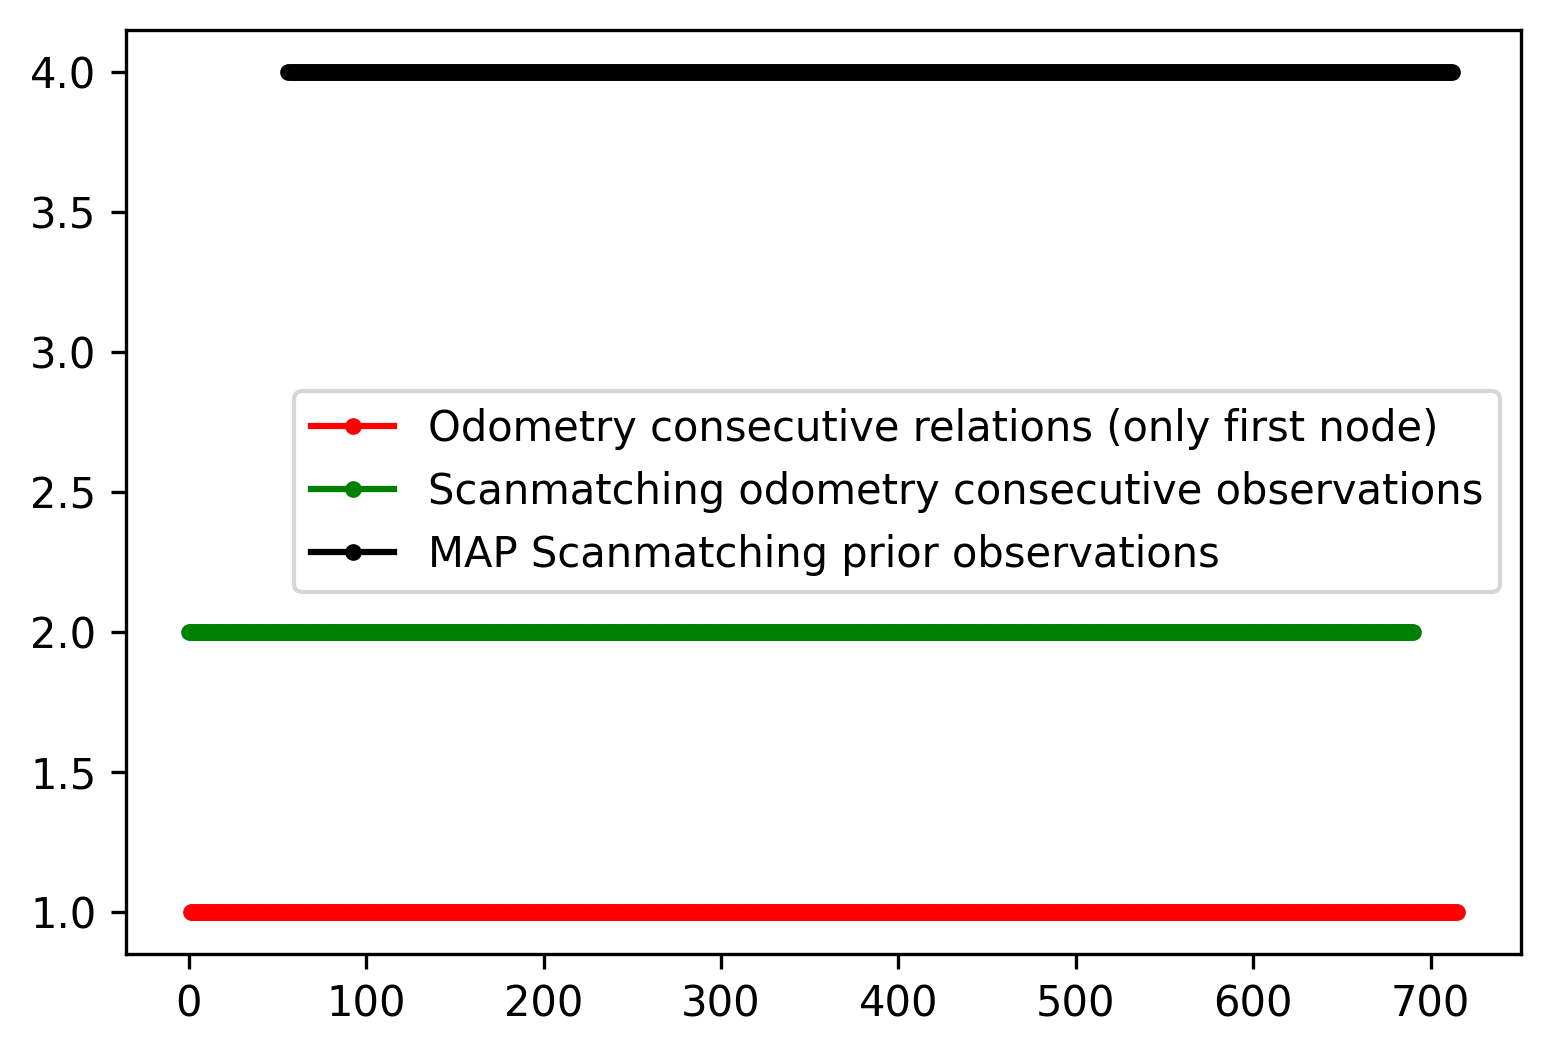 4.0
3.5
3.0
2.5
2.0
1.5
1.0
Odometry consecutive relations (only first node)
Scanmatching odometry consecutive observations
MAP Scanmatching prior observations
0 100 200 300 400 500 600 700